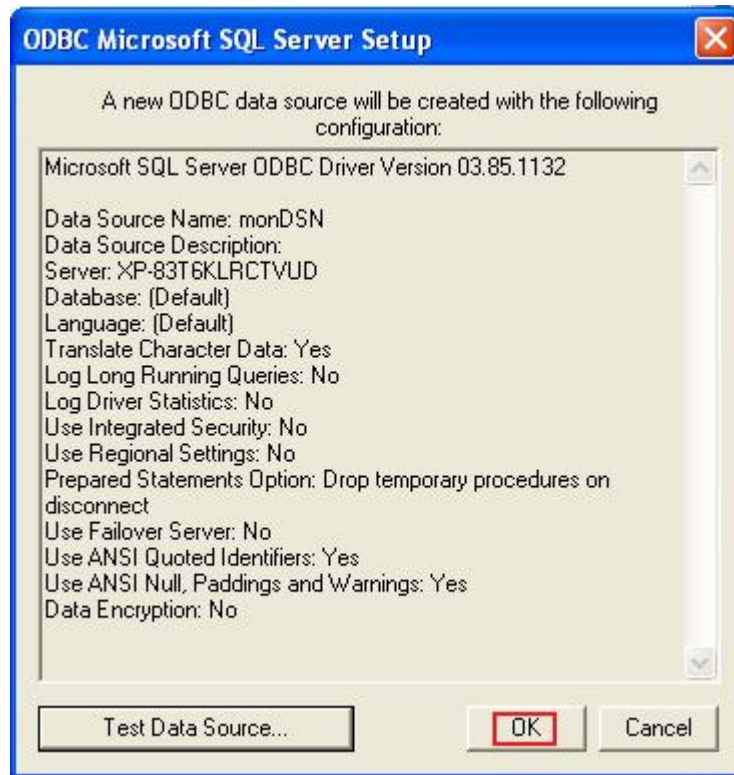 ODBC Microsoft SQL Server Setup
A new ODBC data source will be created with the following
configuration:
Microsoft SQL Server ODBC Driver Version 03.85.1132
Data Source Name: monDSN
Data Source Description:
Server: XP-83T6KLRCTVUD
Database: (Default)
Language: (Default)
Translate Character Data: Yes
Log Long Running Queries: No
Log Driver Statistics: No
Use Integrated Security: No
Use Regional Settings: No
Prepared Statements Option: Drop temporary procedures on
disconnect
Use Failover Server: No
Use ANSI Quoted Identifiers: Yes
Use ANSI Null, Paddings and Warnings: Yes
Data Encryption: No
Test Data Source...
OK
Cancel